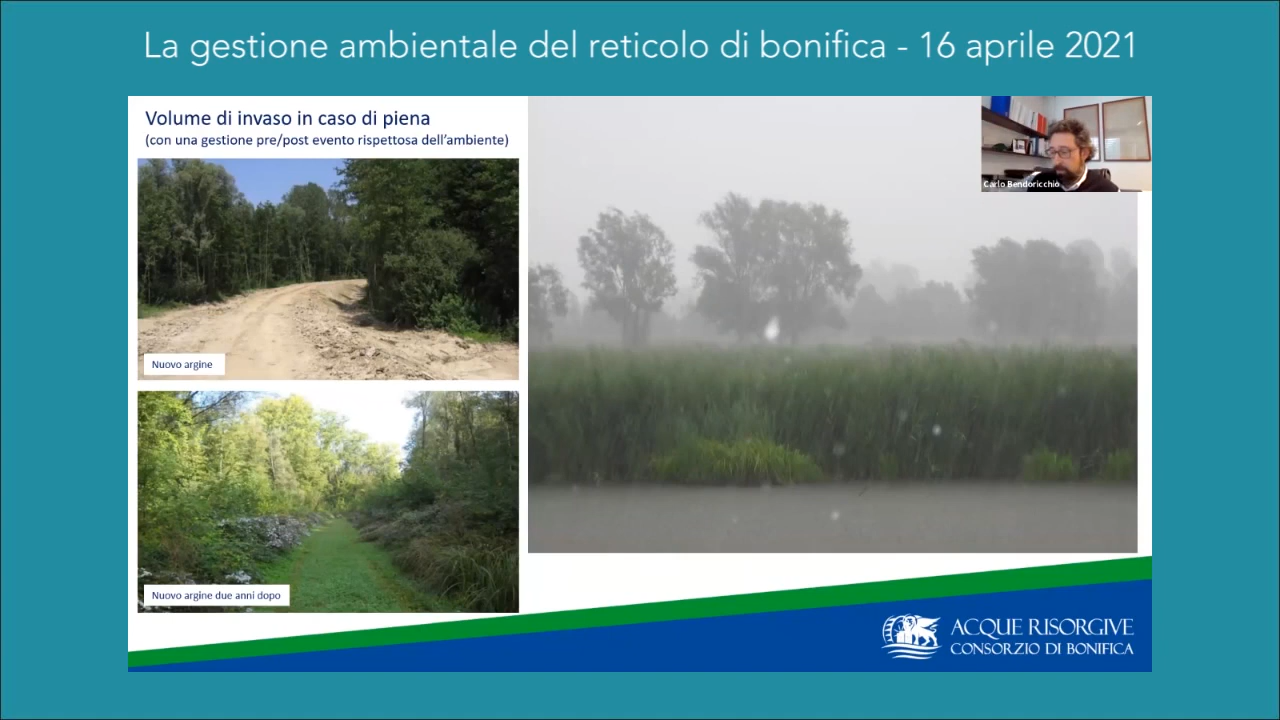 La gestione ambientale del reticolo di bonifica - 16 aprile 2021
Volume di invaso in caso di piena
(con una gestione pre/post evento rispettosa dell'ambiente)
Carlo Bendoricchio
Nuovo argine
Nuovo argine due anni dopo
ACQUE RISORGIVE
CONSORZIO DI BONIFICA